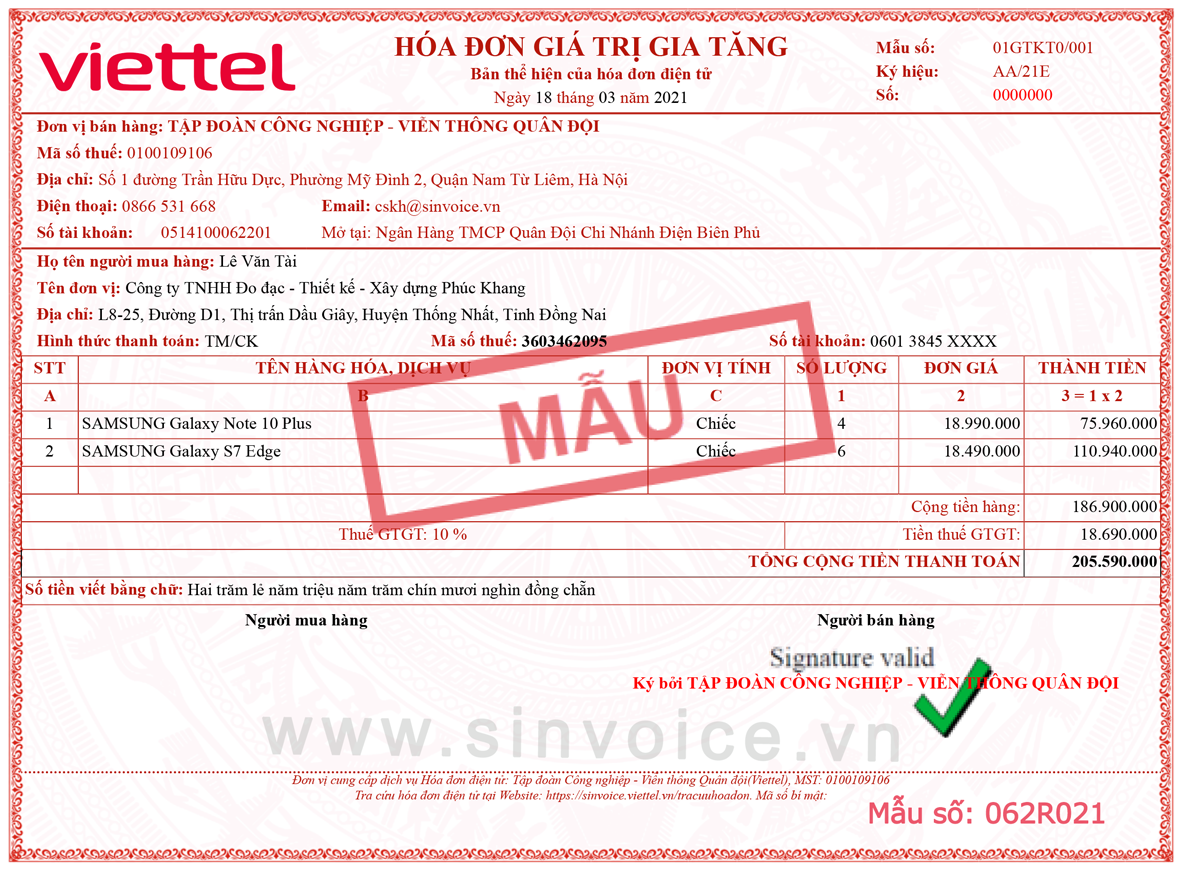 viettel
HÓA ĐƠN GIÁ TRỊ GIA TĂNG
Bản thể hiện của hóa đơn điện tử
Ngày 18 tháng 03 năm 2021
Mẫu số: 01GTKT0/001
Ký hiệu: AA/21E
Số: 0000000
Đơn vị bán hàng: TẬP ĐOÀN CÔNG NGHIỆP - VIỄN THÔNG QUÂN ĐỘI
Mã số thuế: 0100109106
Địa chỉ: Số 1 đường Trần Hữu Dực, Phường Mỹ Đình 2, Quận Nam Từ Liêm, Hà Nội
Điện thoại: 0866 531 668 Email: cskh@sinvoice.vn
Số tài khoản: 0514100062201 Mở tại: Ngân Hàng TMCP Quân Đội Chi Nhánh Điện Biên Phủ
Họ tên người mua hàng: Lê Văn Tài
Tên đơn vị: Công ty TNHH Đo đạc - Thiết kế - Xây dựng Phúc Khang
Địa chỉ: L8-25, Đường D1, Thị trấn Dầu Giây, Huyện Thống Nhất, Tỉnh Đồng Nai
Hình thức thanh toán: TM/CK Mã số thuế: 3603462095 Số tài khoản: 0601 3845 XXXX
STT TÊN HÀNG HÓA, DỊCH VỤ ĐƠN VỊ TÍNH SỐ LƯỢNG ĐƠN GIÁ THÀNH TIỀN
A B C 1 2 3 = 1 x 2
1 SAMSUNG Galaxy Note 10 Plus Chiếc 4 18.990.000 75.960.000
2 SAMSUNG Galaxy S7 Edge Chiếc 6 18.490.000 110.940.000
MẪU
Cộng tiền hàng: 186.900.000
Thuế GTGT: 10 % Tiền thuế GTGT: 18.690.000
TỔNG CỘNG TIỀN THANH TOÁN 205.590.000
Số tiền viết bằng chữ: Hai trăm lẻ năm triệu năm trăm chín mươi nghìn đồng chẵn
Người mua hàng Người bán hàng
Signature valid
Ký bởi TẬP ĐOÀN CÔNG NGHIỆP - VIỄN THÔNG QUÂN ĐỘI
www.sinvoice.vn
Đơn vị cung cấp dịch vụ Hóa đơn điện tử: Tập đoàn Công nghiệp - Viễn thông Quân đội(Viettel), MST: 0100109106
Tra cứu hóa đơn điện tử tại Website: https://sinvoice.viettel.vn/tracuuhoadon. Mã số bí mật:
Mẫu số: 062R021